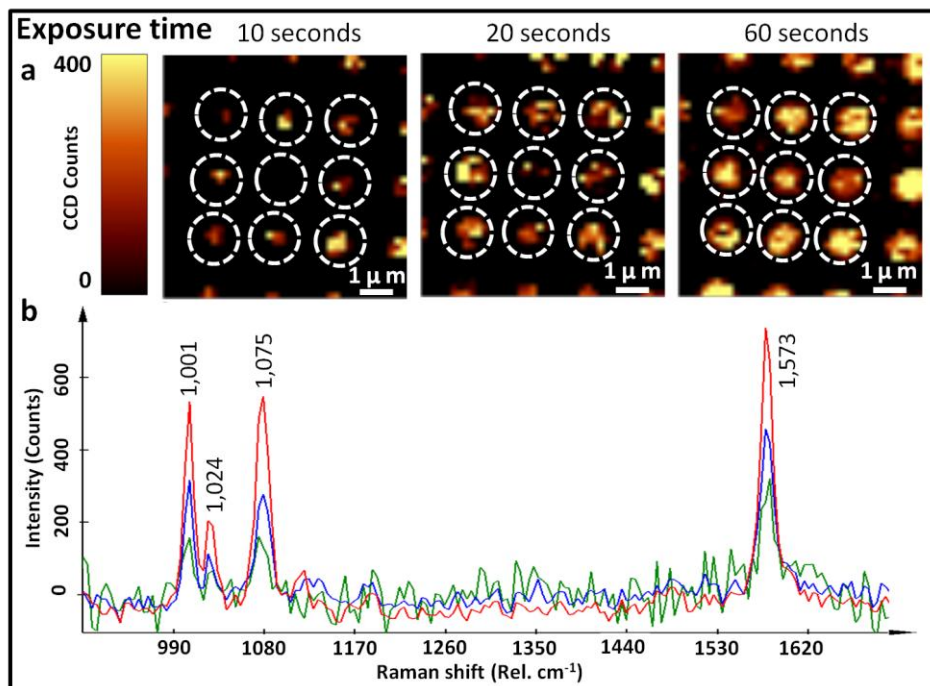 Exposure time 10 seconds 20 seconds 60 seconds
a
400
CCD Counts
0
1 µm 1 µm 1 µm
b
Intensity (Counts)
600
400
200
0
1,001
1,024
1,075
1,573
990 1080 1170 1260 1350 1440 1530 1620
Raman shift (Rel. cm⁻¹)